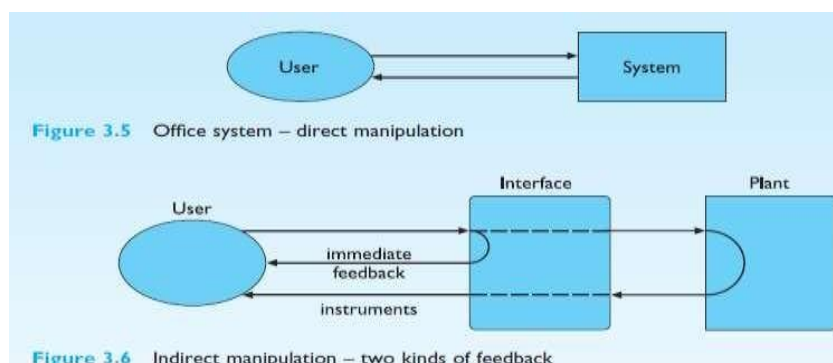 User
System
Figure 3.5 Office system – direct manipulation
Interface
Plant
User
immediate
feedback
instruments
Figure 3.6 Indirect manipulation – two kinds of feedback